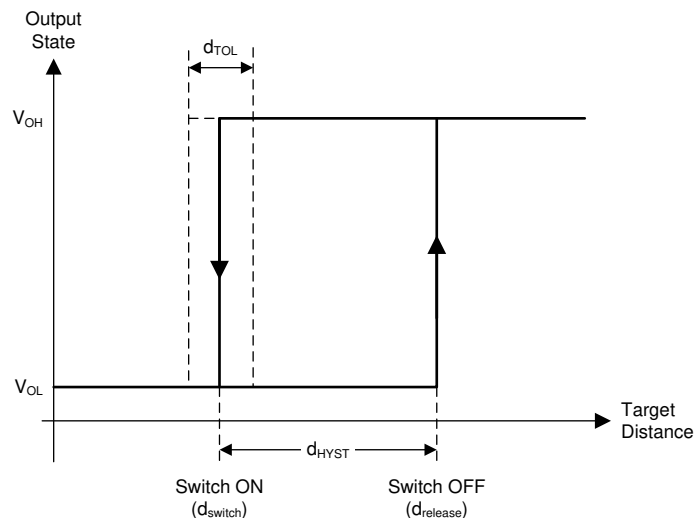 Output
State
dTOL
VOH
VOL
Target
Distance
dHYST
Switch ON
(dswitch)
Switch OFF
(drelease)